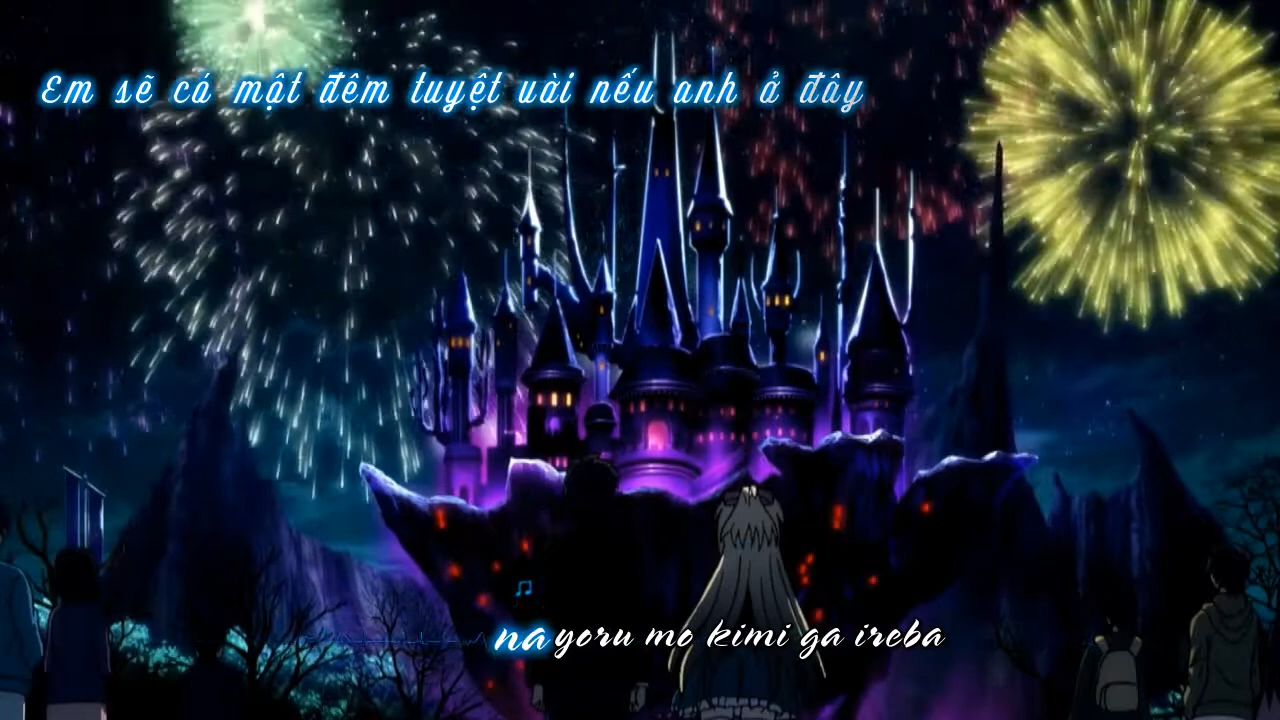 Em sẽ có một đêm tuyệt vời nếu anh ở đây
na yoru mo kimi ga ireba